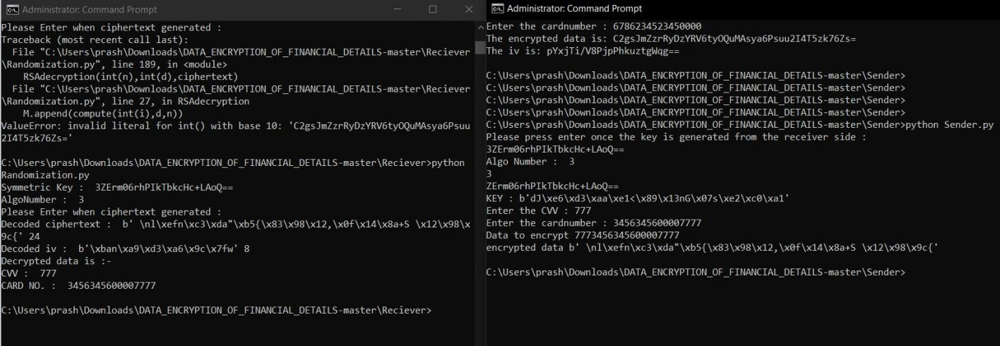 Administrator: Command Prompt
Please Enter when ciphertext generated :
Traceback (most recent call last):
  File "C:\Users\prash\Downloads\DATA_ENCRYPTION_OF_FINANCIAL_DETAILS-master\Reciever
\Randomization.py", line 189, in <module>
    RSAdecryption(int(n),int(d),ciphertext)
  File "C:\Users\prash\Downloads\DATA_ENCRYPTION_OF_FINANCIAL_DETAILS-master\Reciever
\Randomization.py", line 27, in RSAdecryption
    M.append(compute(int(i),d,n))
ValueError: invalid literal for int() with base 10: 'C2gsJmZzrRyDzYRV6tyOQuMAsya6Psuu
2I4T5zk76Zs='
C:\Users\prash\Downloads\DATA_ENCRYPTION_OF_FINANCIAL_DETAILS-master\Reciever>python
Randomization.py
Symmetric Key :  3ZErm06rhPIkTbkcHc+LAoQ==
AlgoNumber :  3
Please Enter when ciphertext generated :
Decoded ciphertext :  b' \nl\xefn\xc3\xda"\xb5{\x83\x98\x12,\x0f\x14\x8a+S \x12\x98\x
9c{' 24
Decoded iv :  b'\xban\xa9\xd3\xa6\x9c\x7fw' 8
Decrypted data is :-
CVV :  777
CARD NO. :  3456345600007777
C:\Users\prash\Downloads\DATA_ENCRYPTION_OF_FINANCIAL_DETAILS-master\Reciever>
Administrator: Command Prompt
Enter the cardnumber : 6786234523450000
The encrypted data is: C2gsJmZzrRyDzYRV6tyOQuMAsya6Psuu2I4T5zk76Zs=
The iv is: pYxjTi/V8PjpPhkuztgWqg==
C:\Users\prash\Downloads\DATA_ENCRYPTION_OF_FINANCIAL_DETAILS-master\Sender>
C:\Users\prash\Downloads\DATA_ENCRYPTION_OF_FINANCIAL_DETAILS-master\Sender>
C:\Users\prash\Downloads\DATA_ENCRYPTION_OF_FINANCIAL_DETAILS-master\Sender>
C:\Users\prash\Downloads\DATA_ENCRYPTION_OF_FINANCIAL_DETAILS-master\Sender>
C:\Users\prash\Downloads\DATA_ENCRYPTION_OF_FINANCIAL_DETAILS-master\Sender>python Sender.py
Please press enter once the key is generated from the receiver side :
3ZErm06rhPIkTbkcHc+LAoQ==
Algo Number :  3
3
ZErm06rhPIkTbkcHc+LAoQ==
KEY : b'dJ\xe6\xd3\xaa\xe1<\x89\x13nG\x07s\xe2\xc0\xa1'
Enter the CVV : 777
Enter the cardnumber : 3456345600007777
Data to encrypt 7773456345600007777
encrypted data b' \nl\xefn\xc3\xda"\xb5{\x83\x98\x12,\x0f\x14\x8a+S \x12\x98\x9c{'
C:\Users\prash\Downloads\DATA_ENCRYPTION_OF_FINANCIAL_DETAILS-master\Sender>